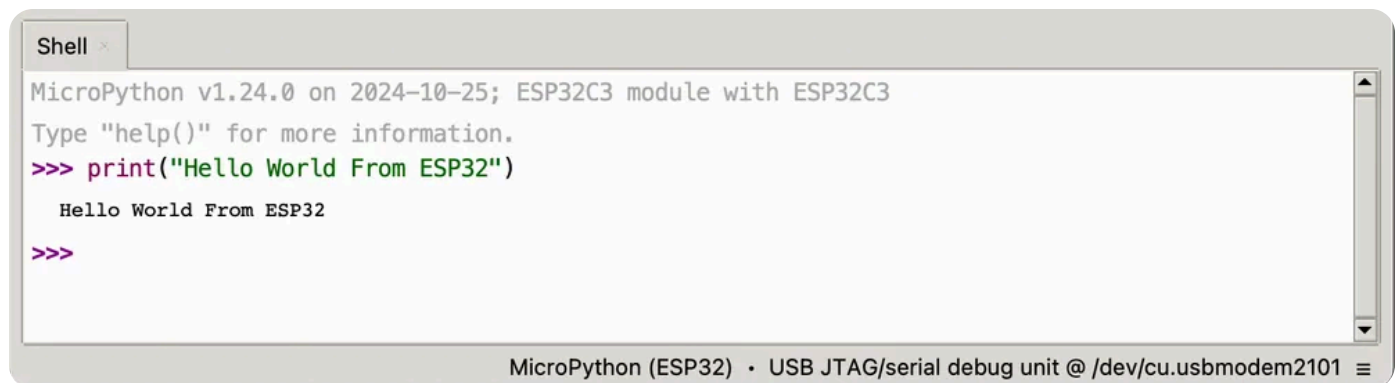 Shell
MicroPython v1.24.0 on 2024-10-25; ESP32C3 module with ESP32C3
Type "help()" for more information.
>>> print("Hello World From ESP32")
Hello World From ESP32
>>>
MicroPython (ESP32) • USB JTAG/serial debug unit @ /dev/cu.usbmodem2101 ≡